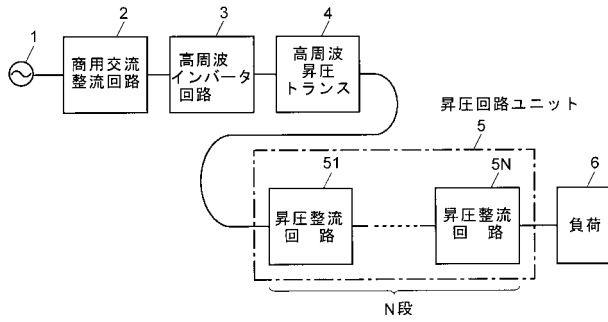 1
2
3
4
商用交流
整流回路
高周波
インバータ
回路
高周波
昇圧
トランス
昇圧回路ユニット
5
51
5N
6
昇圧整流
回 路
昇圧整流
回 路
負荷
N段